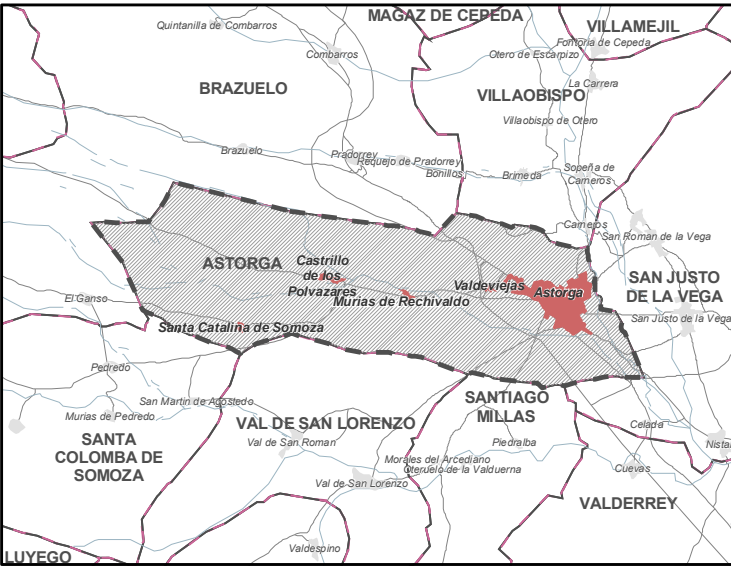 MAGAZ DE CEPEDA
Quintanilla de Combarros
VILLAMEJIL
Fontoria de Cepeda
Combarros
Otero de Escarpizo
La Carrera
BRAZUELO
VILLAOBISPO
Villaobispo de Otero
Brazuelo
Pradorrey
Requejo de Pradorrey
Bonillos
Brimeda
Sopeña de
Carneros
Carneros
San Roman de la Vega
ASTORGA
Castrillo
de los
Polvazares
Murias de Rechivaldo
Valdeviejas
Astorga
SAN JUSTO
DE LA VEGA
San Justo de la Vega
El Ganso
Santa Catalina de Somoza
Pedredo
San Martin de Agostedo
Murias de Pedredo
SANTA
COLOMBA DE
SOMOZA
VAL DE SAN LORENZO
Val de San Roman
SANTIAGO
MILLAS
Piedralba
Celada
Nistal
Morales del Arcediano
Oteruelo de la Valduerna
Cuevas
Val de San Lorenzo
VALDERREY
Valdespino
LUYEGO